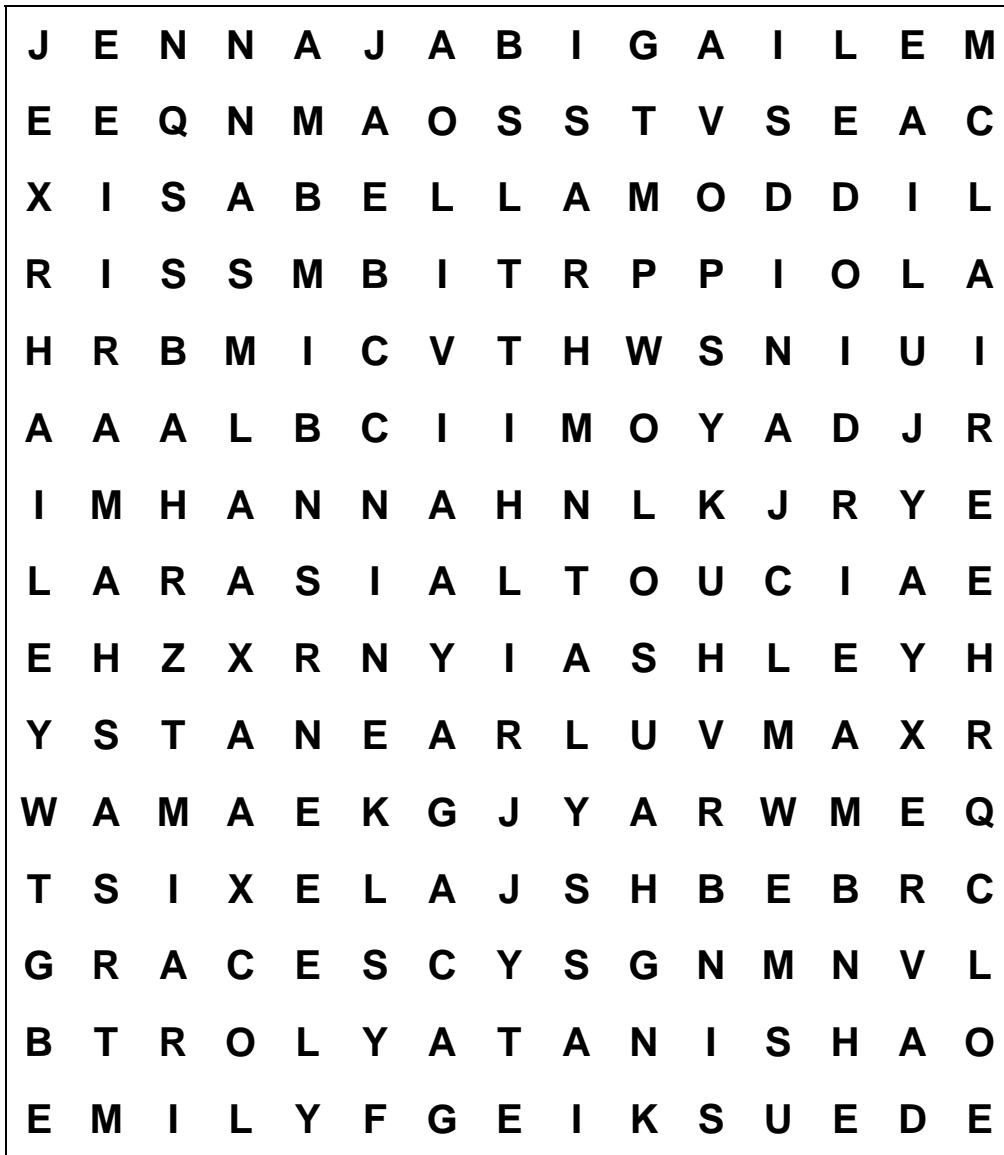 J E N N A J A B I G A I L E M
E E Q N M A O S S T V S E A C
X I S A B E L L A M O D D I L
R I S S M B I T R P P I O L A
H R B M I C V T H W S N I U I
A A A L B C I I M O Y A D J R
I M H A N N A H N L K J R Y E
L A R A S I A L T O U C I A E
E H Z X R N Y I A S H L E Y H
Y S T A N E A R L U V M A X R
W A M A E K G J Y A R W M E Q
T S I X E L A J S H B E B R C
G R A C E S C Y S G N M N V L
B T R O L Y A T A N I S H A O
E M I L Y F G E I K S U E D E